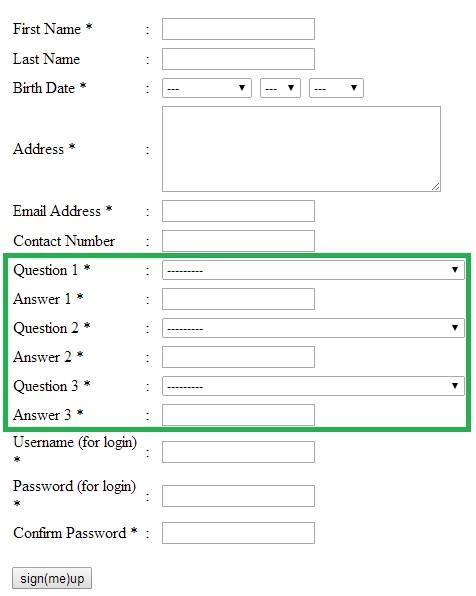 First Name * :
Last Name :
Birth Date * : --- --- ---
Address * :
Email Address * :
Contact Number :
Question 1 * : ---------
Answer 1 * :
Question 2 * : ---------
Answer 2 * :
Question 3 * : ---------
Answer 3 * :
Username (for login)
* :
Password (for login)
* :
Confirm Password * :
sign(me)up